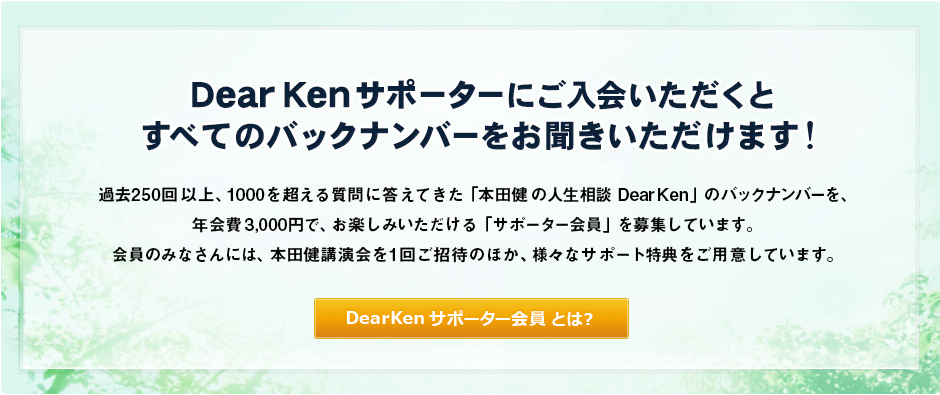 Dear Kenサポーターにご入会いただくと
すべてのバックナンバーをお聞きいただけます！
過去250回以上、1000を超える質問に答えてきた「本田健の人生相談 DearKen」のバックナンバーを、
年会費3,000円で、お楽しみいただける「サポーター会員」を募集しています。
会員のみなさんには、本田健講演会を1回ご招待のほか、様々なサポート特典をご用意しています。
DearKen サポーター会員 とは?